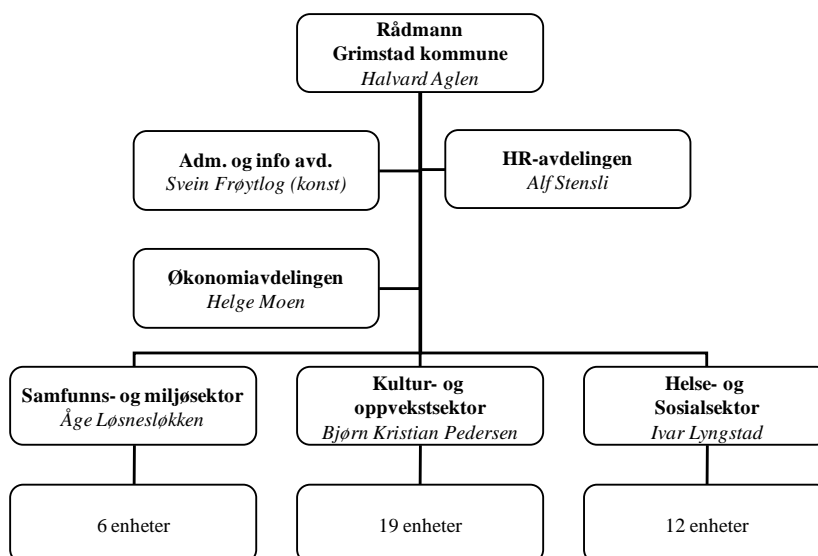 Rådmann
Grimstad kommune
Halvard Aglen
Adm. og info avd.
Svein Frøytlog (konst)
HR-avdelingen
Alf Stensli
Økonomiavdelingen
Helge Moen
Samfunns- og miljøsektor
Åge Løsnesløkken
Kultur- og
oppvekstsektor
Bjørn Kristian Pedersen
Helse- og
Sosialsektor
Ivar Lyngstad
6 enheter
19 enheter
12 enheter